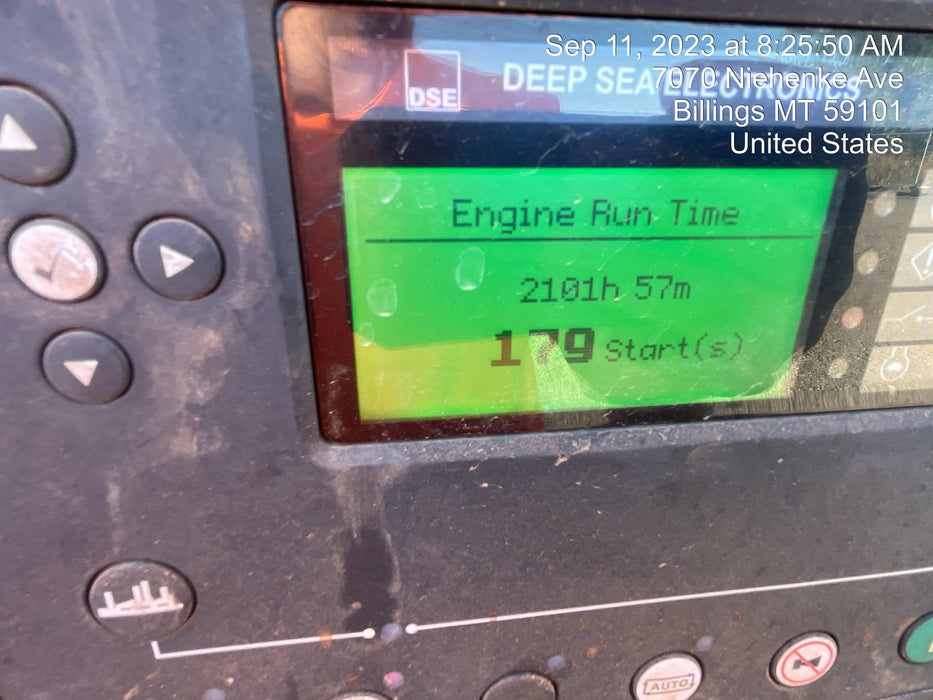 Sep 11, 2023 at 8:25:50 AM
7070 Niehenke Ave
Billings MT 59101
United States
DSE
DEEP SEA ELECTRONICS
Engine Run Time
2101h 57m
179 Start(s)
AUTO